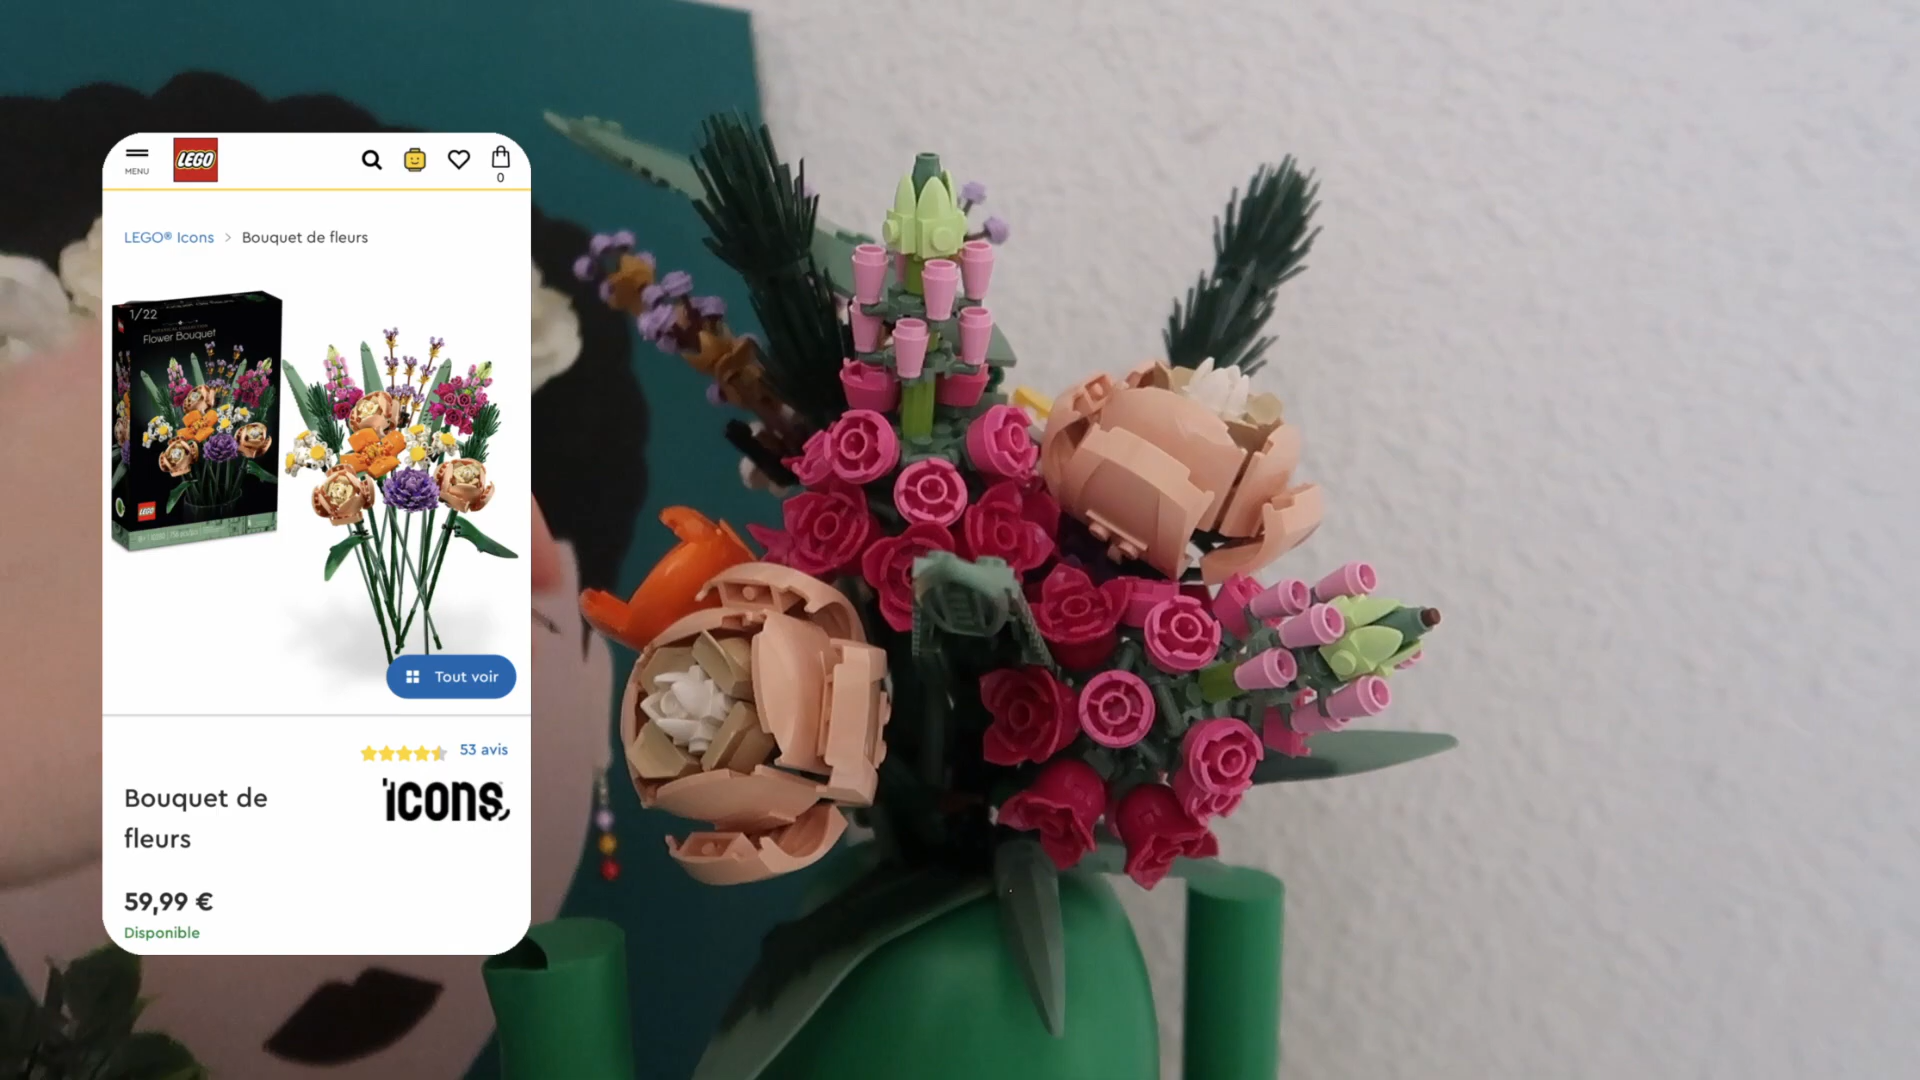 MENU
LEGO
0
LEGO® Icons > Bouquet de fleurs
1/22
Flower Bouquet
LEGO
Tout voir
53 avis
Bouquet de
fleurs
icons
59,99 €
Disponible